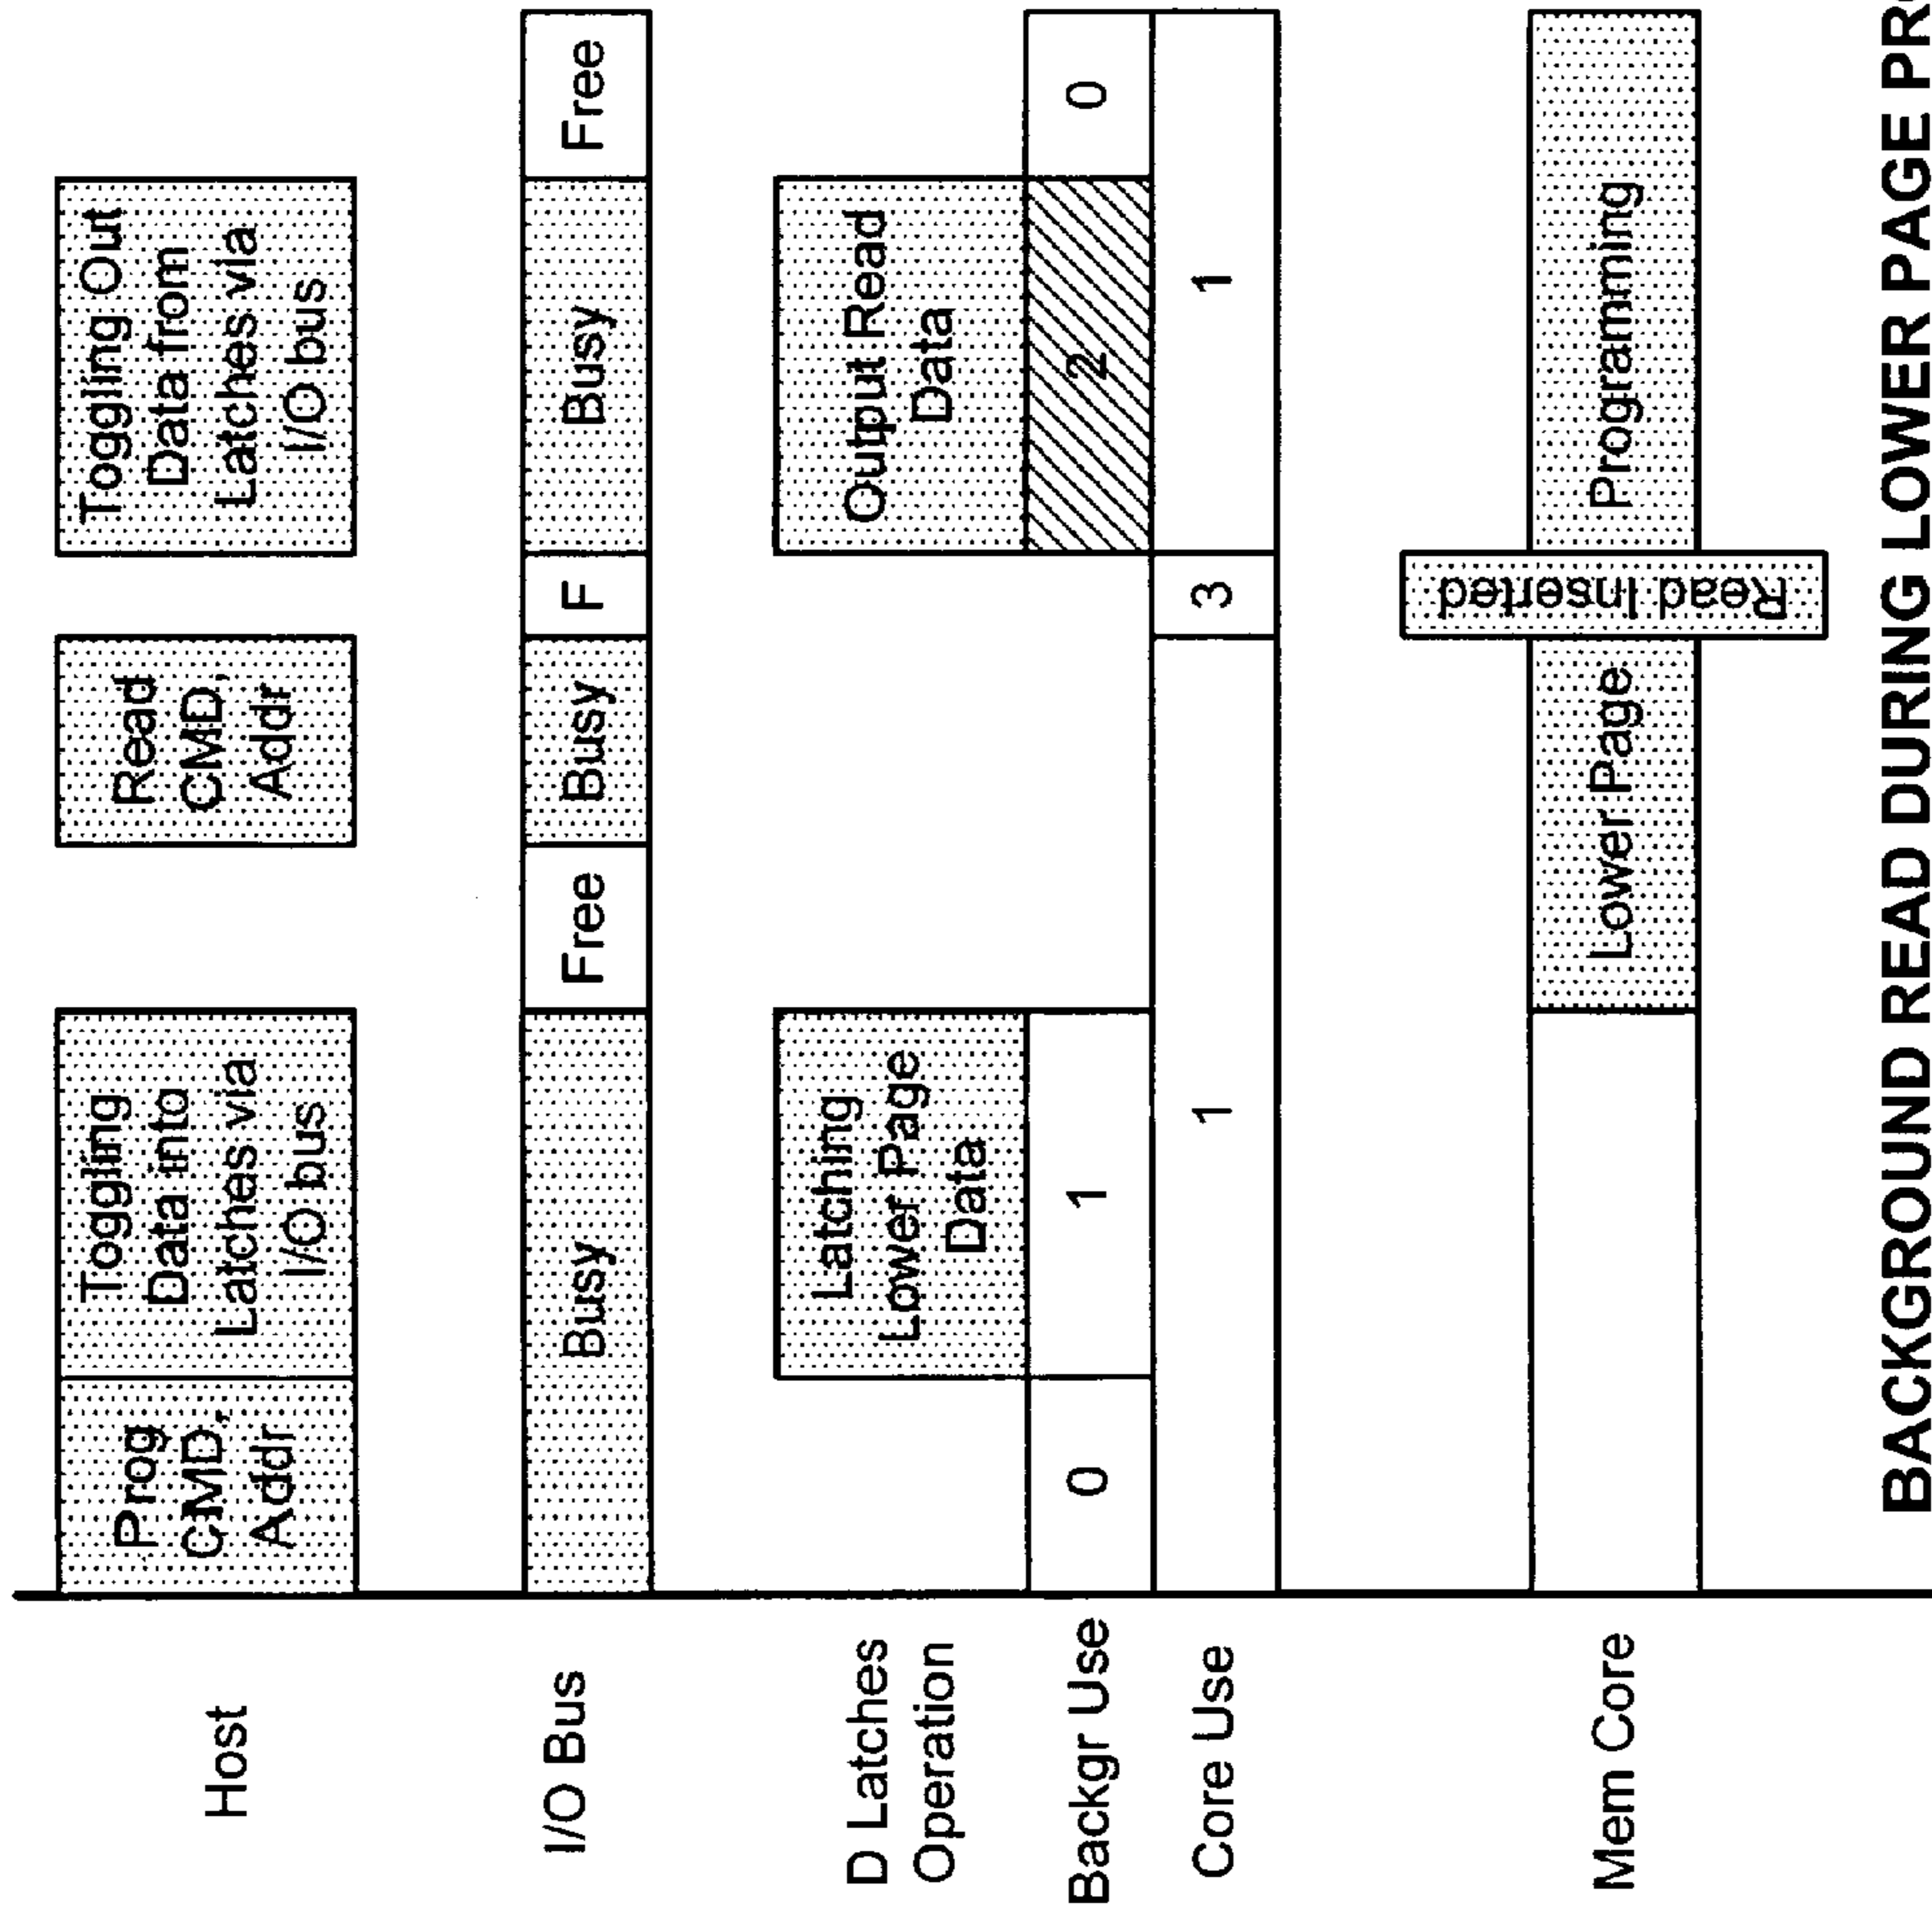 Host
Prog
CMD,
Addr
Toggling
Data into
Latches via
I/O bus
Read
CMD,
Addr
Toggling Out
Data from
Latches via
I/O bus
I/O Bus
Busy
Free
Busy
F
Busy
Free
D Latches
Operation
Latching
Lower Page
Data
Output Read
Data
Backgr Use
0
1
2
0
Core Use
1
3
1
Mem Core
Lower Page
Read Inserted
Programming
BACKGROUND READ DURING LOWER PAGE